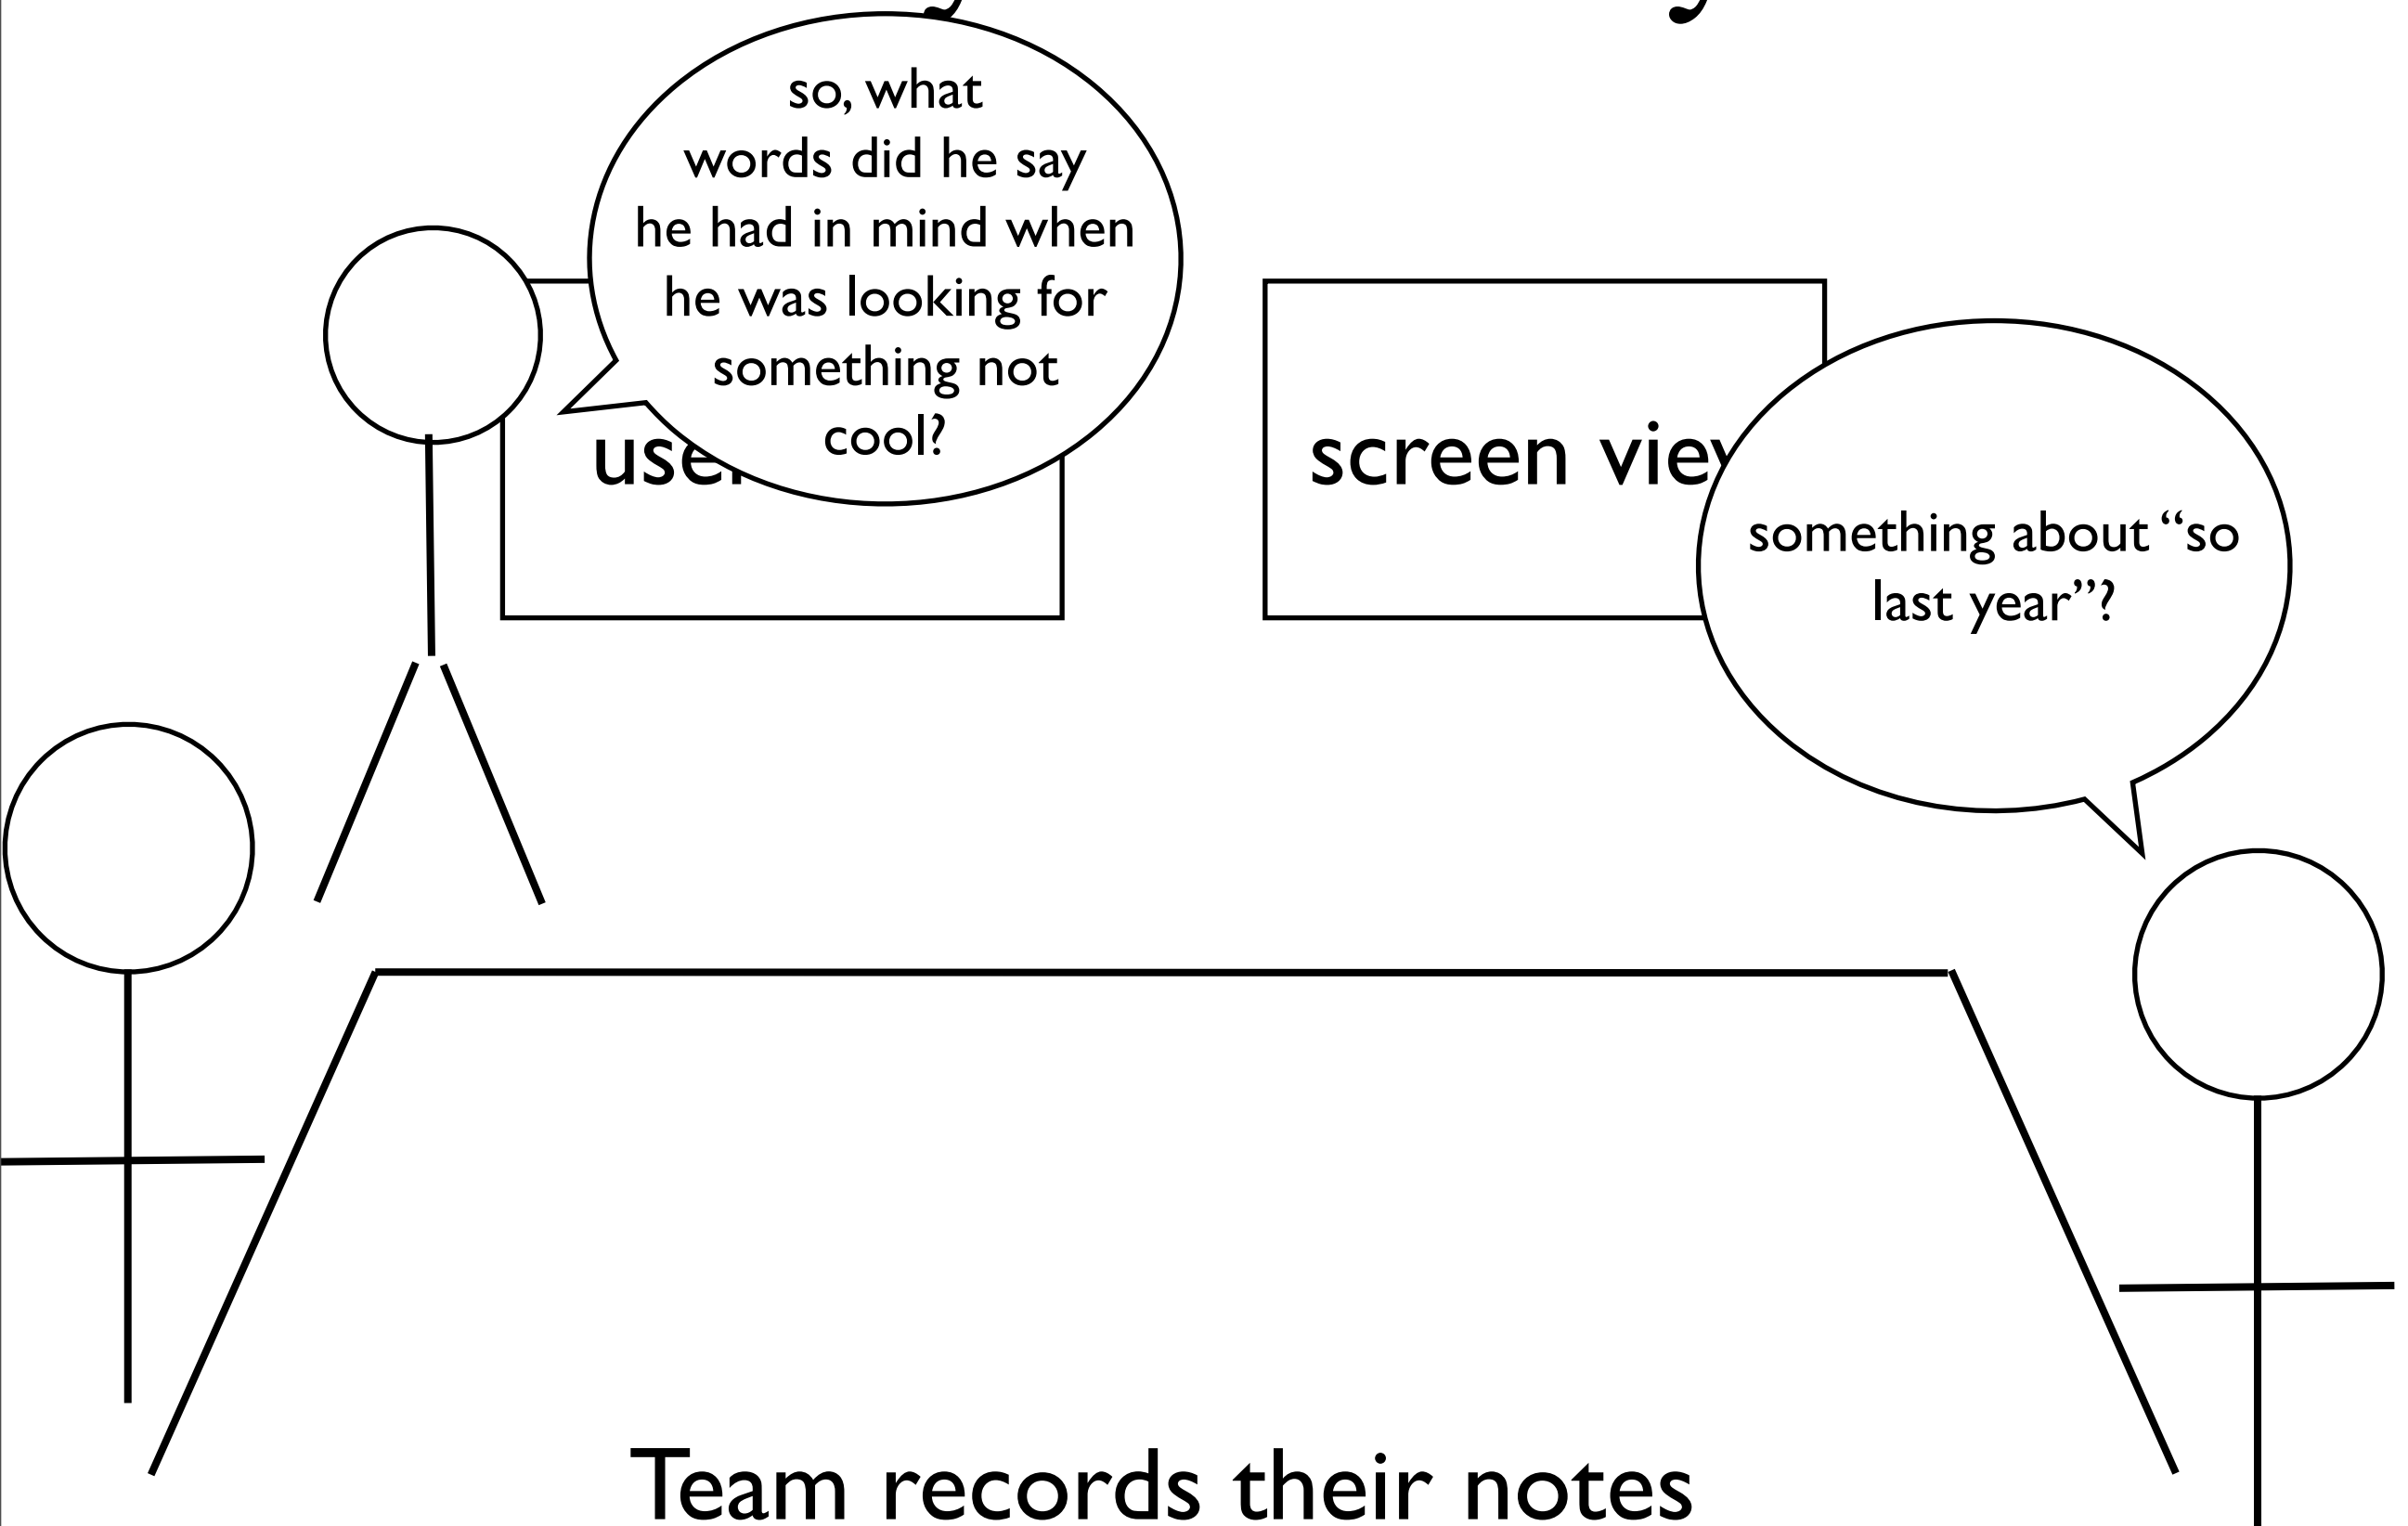 so, what
words did he say
he had in mind when
he was looking for
something not
cool?
screen
something about “so
last year”?
Team records their notes